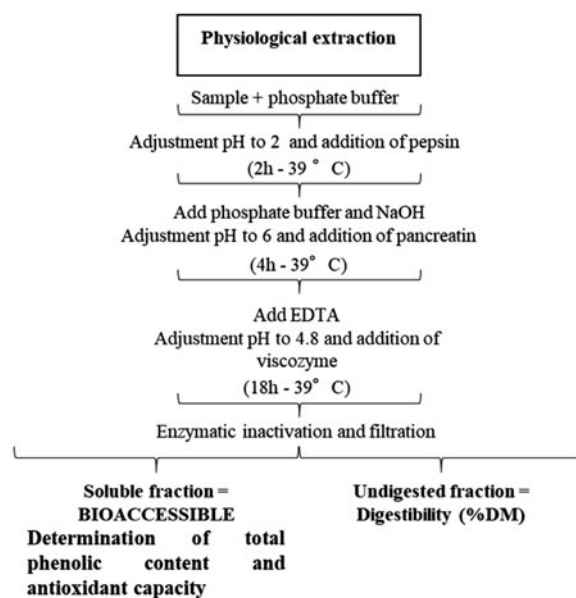 Physiological extraction
Sample + phosphate buffer
Adjustment pH to 2 and addition of pepsin
(2h - 39° C)
Add phosphate buffer and NaOH
Adjustment pH to 6 and addition of pancreatin
(4h - 39° C)
Add EDTA
Adjustment pH to 4.8 and addition of
viscozyme
(18h - 39° C)
Enzymatic inactivation and filtration
Soluble fraction =
BIOACCESSIBLE
Determination of total
phenolic content and
antioxidant capacity
Undigested fraction =
Digestibility (%DM)